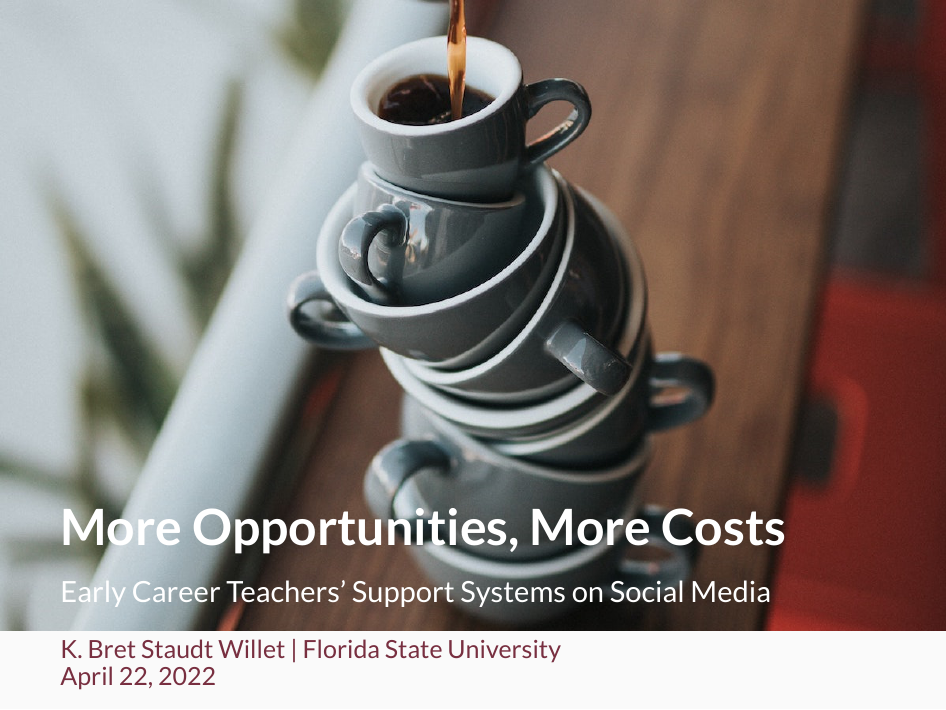 More Opportunities, More Costs
Early Career Teachers’ Support Systems on Social Media
K. Bret Staudt Willet | Florida State University
April 22, 2022